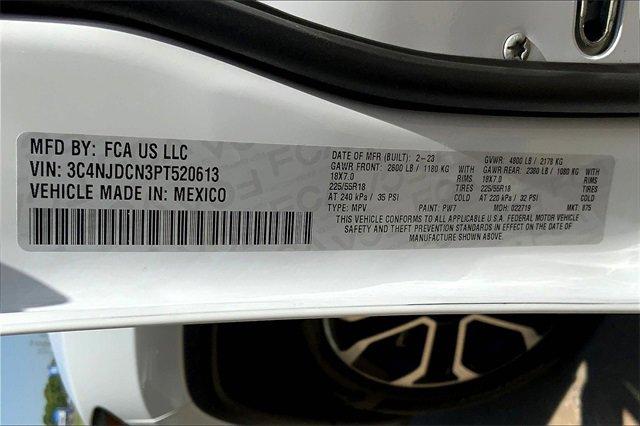 MFD BY: FCA US LLC
VIN: 3C4NJDCN3PT520613
VEHICLE MADE IN: MEXICO
DATE OF MFR (BUILT): 2-23 GVWR: 4800 LB / 2178 KG
GAWR FRONT: 2600 LB / 1180 KG WITH GAWR REAR: 2380 LB / 1080 KG WITH
18X7.0 RIMS 18X7.0 RIMS
225/55R18 TIRES 225/55R18 TIRES
AT 240 kPa / 35 PSI COLD AT 220 kPa / 32 PSI COLD
TYPE: MPV PAINT: PW7 MDH: 022719 MKT: 875
THIS VEHICLE CONFORMS TO ALL APPLICABLE U.S.A. FEDERAL MOTOR VEHICLE
SAFETY AND THEFT PREVENTION STANDARDS IN EFFECT ON THE DATE OF
MANUFACTURE SHOWN ABOVE.